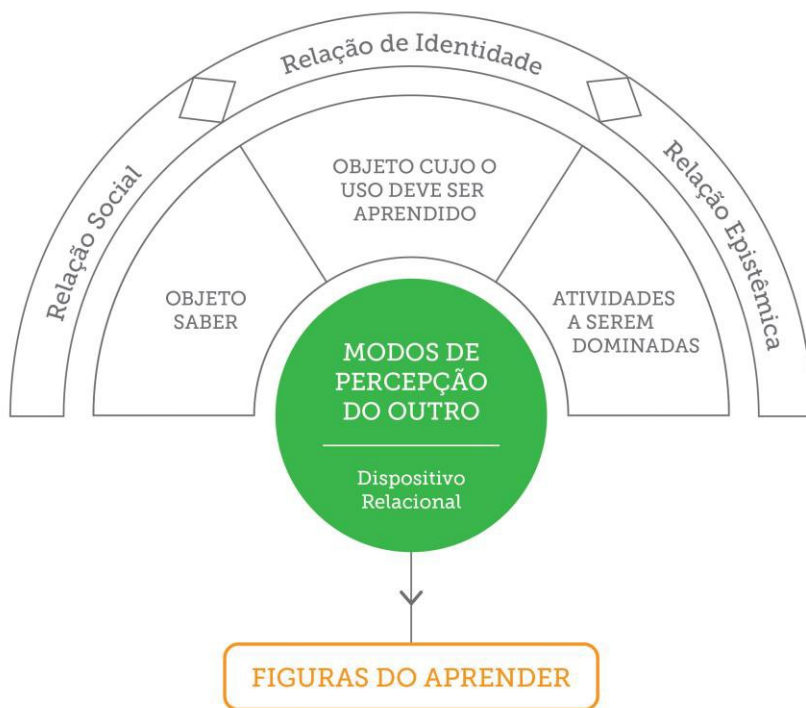 Relação Social
Relação de Identidade
Relação Epistêmica
OBJETO
SABER
OBJETO CUJO O
USO DEVE SER
APRENDIDO
ATIVIDADES
A SEREM
DOMINADAS
MODOS DE
PERCEPÇÃO
DO OUTRO
Dispositivo
Relacional
FIGURAS DO APRENDER